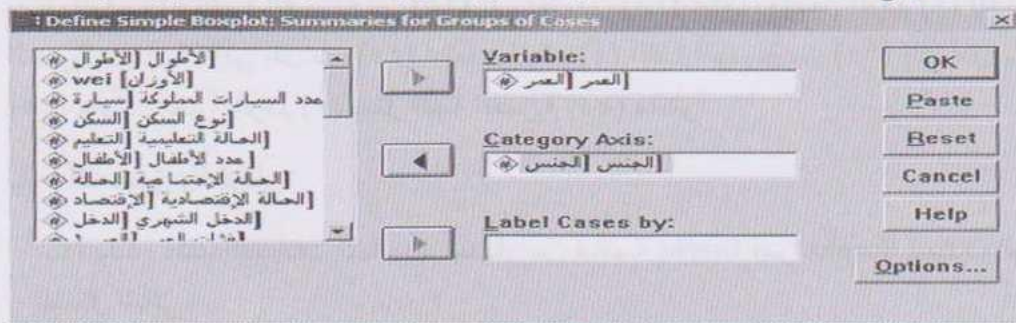 Define Simple Boxplot: Summaries for Groups of Cases
الأطوال [الأطوال]
wei [الأوزان]
عدد السيارات المملوكة [سيارة]
نوع السكن [السكن]
الحالة التعليمية [التعليم]
عدد الأطفال [الأطفال]
الحالة الإجتماعية [الحالة]
الحالة الإقتصادية [الإقتصاد]
الدخل الشهري [الدخل]
Variable:
العمر [العمر]
Category Axis:
الجنس [الجنس]
Label Cases by:
OK
Paste
Reset
Cancel
Help
Options...